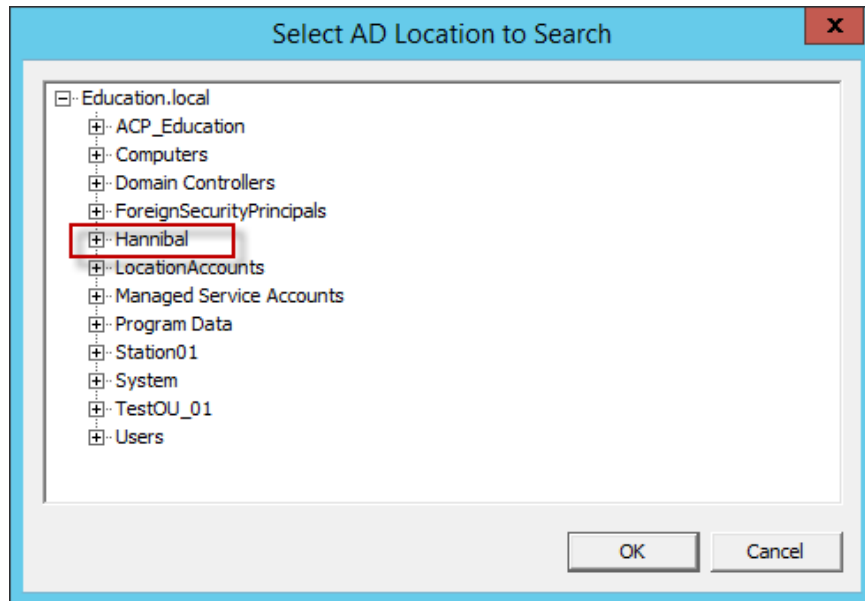 Select AD Location to Search
x
Education.local
ACP_Education
Computers
Domain Controllers
ForeignSecurityPrincipals
Hannibal
LocationAccounts
Managed Service Accounts
Program Data
Station01
System
TestOU_01
Users
OK
Cancel